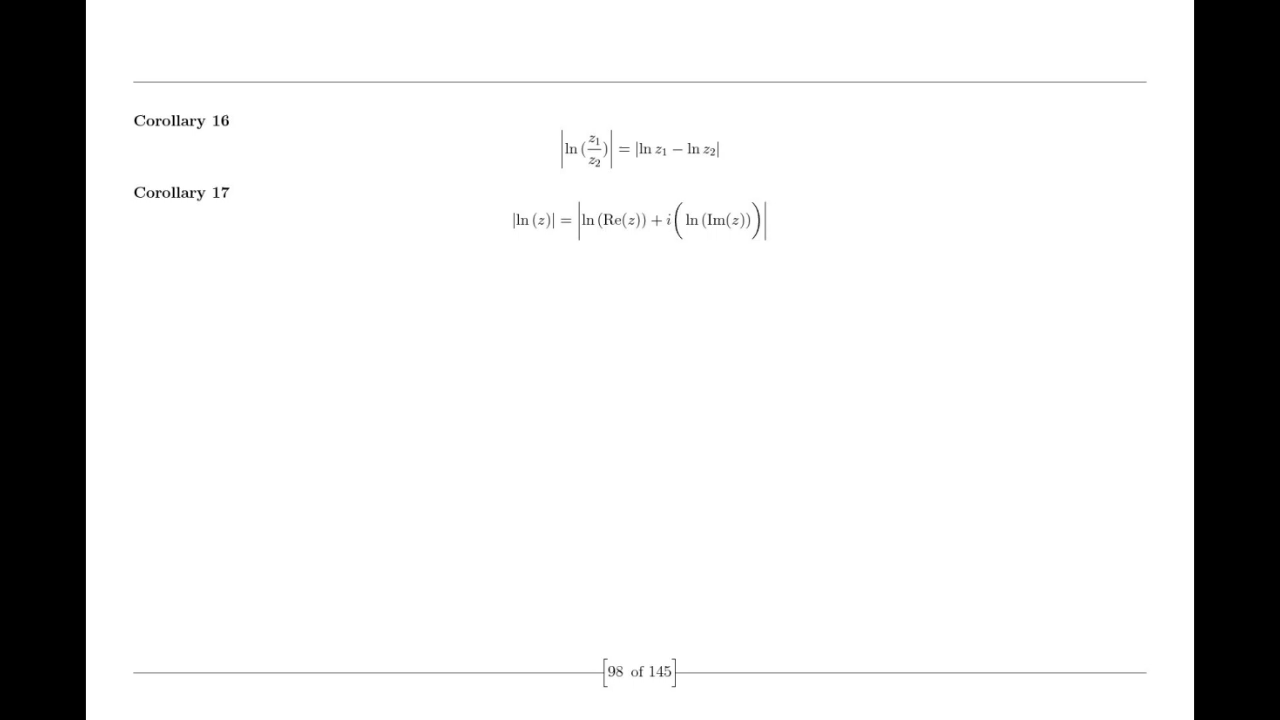 Corollary 16
|ln (z₁/z₂)| = |ln z₁ − ln z₂|
Corollary 17
|ln (z)| = |ln (Re(z)) + i( ln (Im(z)))|
[98 of 145]